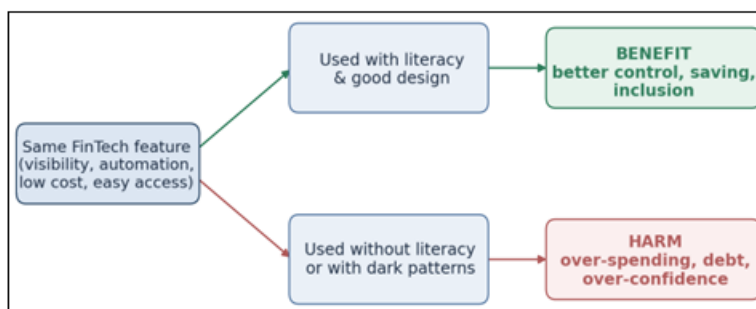 Same FinTech feature
(visibility, automation,
low cost, easy access)
Used with literacy
& good design
BENEFIT
better control, saving,
inclusion
Used without literacy
or with dark patterns
HARM
over-spending, debt,
over-confidence